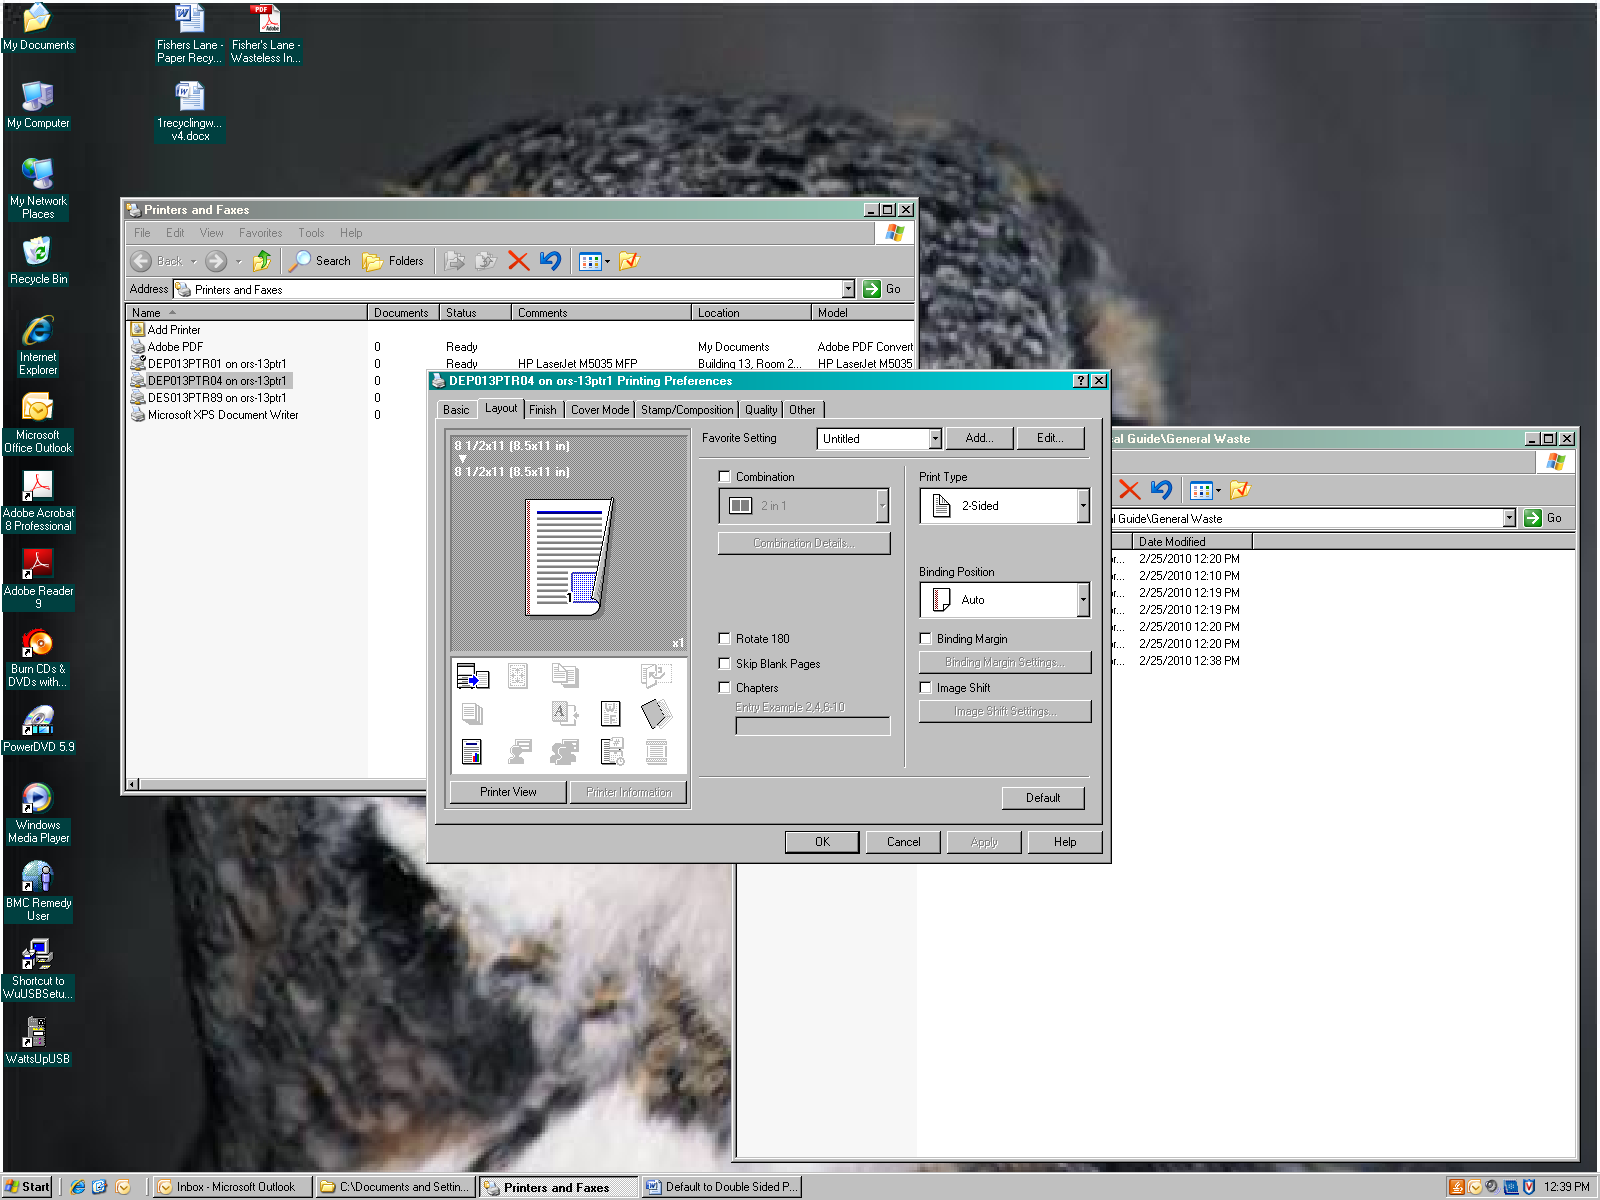 My Documents
My Computer
My Network
Places
Recycle Bin
Internet
Explorer
Microsoft
Office Outlook
Adobe Acrobat
8 Professional
Adobe Reader
9
Burn CDs &
DVDs with...
PowerDVD 5.9
Windows
Media Player
BMC Remedy
User
Shortcut to
WuUSBSetu...
WattsUpUSB
Fishers Lane -
Paper Recy...
PDF
Adobe
Fisher's Lane -
Wasteless In...
1recyclingw...
v4.docx
Printers and Faxes
File Edit View Favorites Tools Help
Back Search Folders
Address Printers and Faxes Go
Name Documents Status Comments Location Model
Add Printer
Adobe PDF 0 Ready My Documents Adobe PDF Convert
DEP013PTR01 on ors-13ptr1 0 Ready HP LaserJet M5035 MFP Building 13, Room 2... HP LaserJet M5035
DEP013PTR04 on ors-13ptr1 0
DES013PTR89 on ors-13ptr1 0
Microsoft XPS Document Writer 0
DEP013PTR04 on ors-13ptr1 Printing Preferences
Basic Layout Finish Cover Mode Stamp/Composition Quality Other
8 1/2x11 (8.5x11 in)
8 1/2x11 (8.5x11 in)
1
x1
Printer View Printer Information
Favorite Setting Untitled Add... Edit...
Combination
2 in 1
Combination Details...
Rotate 180
Skip Blank Pages
Chapters
Entry Example 2,4,6-10
Print Type
2-Sided
Binding Position
Auto
Binding Margin
Binding Margin Settings...
Image Shift
Image Shift Settings...
Default
OK Cancel Apply Help
al Guide\General Waste
al Guide\General Waste Go
Date Modified
or... 2/25/2010 12:20 PM
or... 2/25/2010 12:10 PM
or... 2/25/2010 12:19 PM
or... 2/25/2010 12:19 PM
or... 2/25/2010 12:20 PM
or... 2/25/2010 12:20 PM
or... 2/25/2010 12:38 PM
Start Inbox - Microsoft Outlook C:\Documents and Settin... Printers and Faxes Default to Double Sided P... 12:39 PM